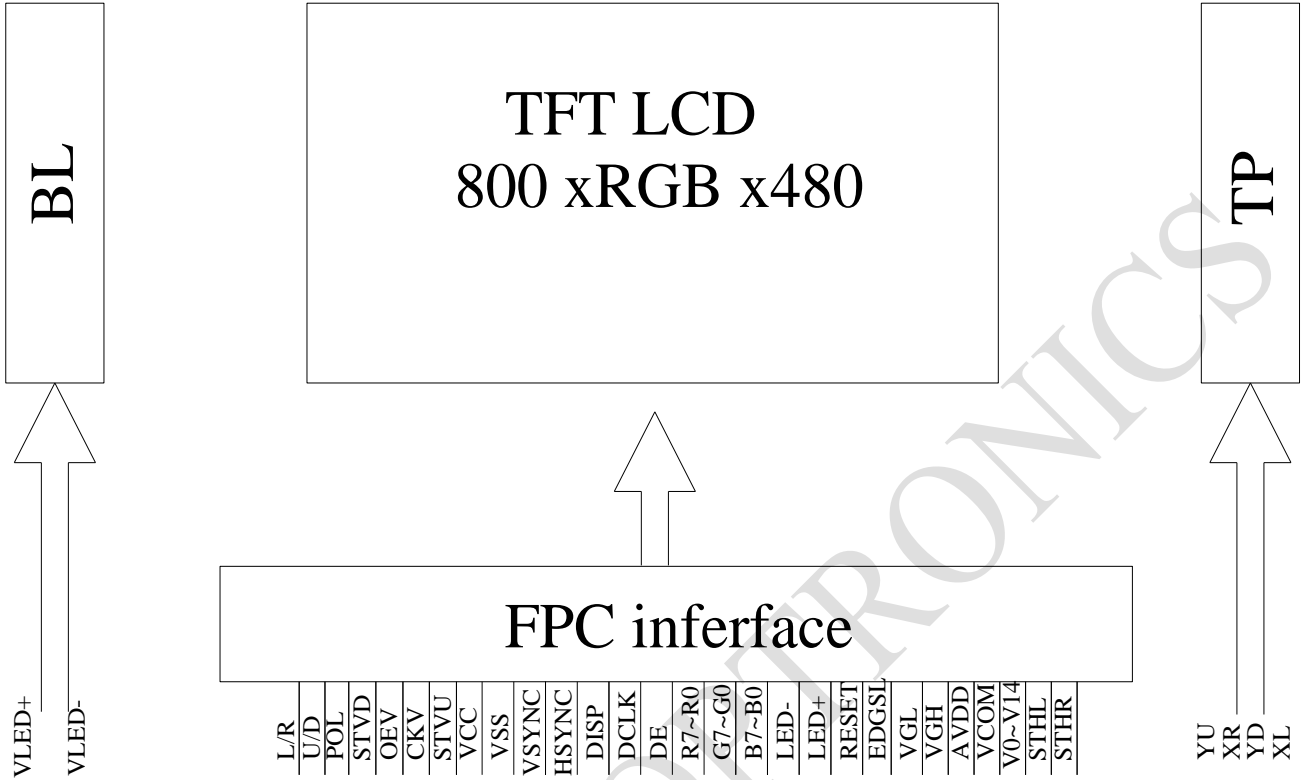 BL
TFT LCD
800 xRGB x480
TP
FPC inferface
VLED+
VLED-
L/R
U/D
POL
STVD
OEV
CKV
STVU
VCC
VSS
VSYNC
HSYNC
DISP
DCLK
DE
R7~R0
G7~G0
B7~B0
LED-
LED+
RESET
EDGSL
VGL
VGH
AVDD
VCOM
V0~V14
STHL
STHR
YU
XR
YD
XL
OPTRONICS